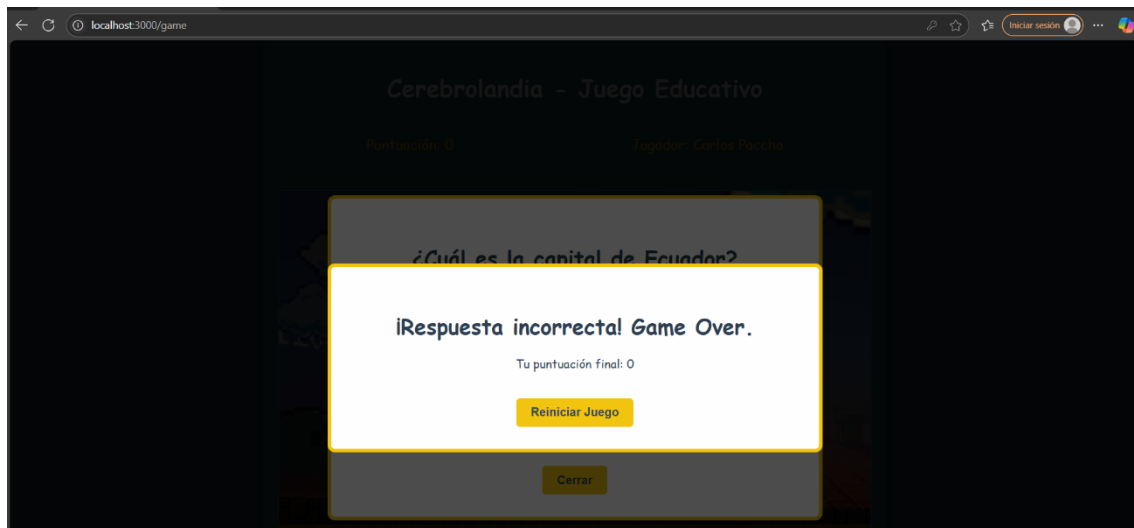 localhost:3000/game
Iniciar sesión
Cerebrolandia - Juego Educativo
Puntuación: 0
Jugador: Carlos Paccha
¿Cuál es la capital de Ecuador?
¡Respuesta incorrecta! Game Over.
Tu puntuación final: 0
Reiniciar Juego
Cerrar